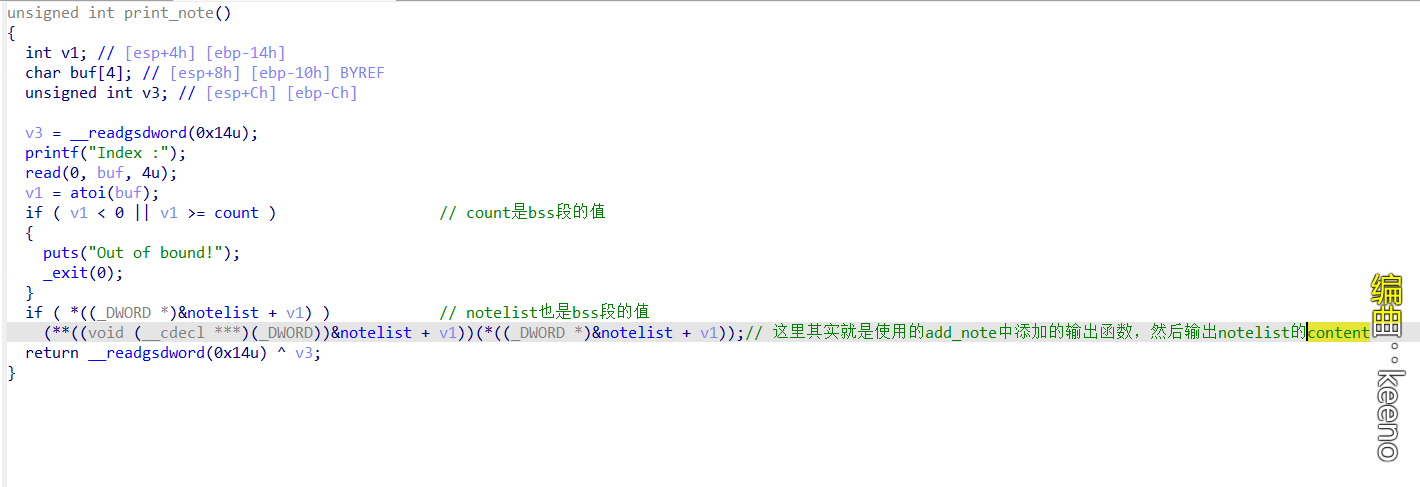 unsigned int print_note()
{
  int v1; // [esp+4h] [ebp-14h]
  char buf[4]; // [esp+8h] [ebp-10h] BYREF
  unsigned int v3; // [esp+Ch] [ebp-Ch]

  v3 = __readgsdword(0x14u);
  printf("Index :");
  read(0, buf, 4u);
  v1 = atoi(buf);
  if ( v1 < 0 || v1 >= count )                  // count是bss段的值
  {
    puts("Out of bound!");
    _exit(0);
  }
  if ( *((_DWORD *)&notelist + v1) )            // notelist也是bss段的值
    (**((void (__cdecl ***)(_DWORD))&notelist + v1))(*((_DWORD *)&notelist + v1));// 这里其实就是使用的add_note中添加的输出函数，然后输出notelist的content
  return __readgsdword(0x14u) ^ v3;
}
编曲：keeno